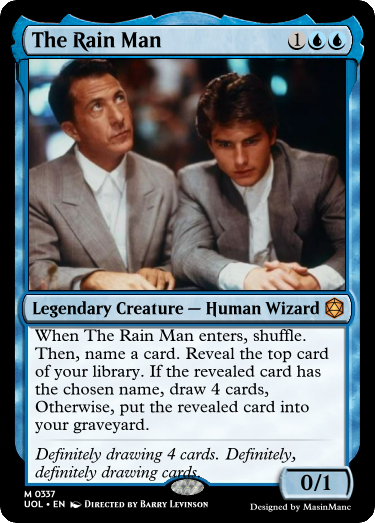 The Rain Man 1
Legendary Creature — Human Wizard
When The Rain Man enters, shuffle.
Then, name a card. Reveal the top card
of your library. If the revealed card has
the chosen name, draw 4 cards,
Otherwise, put the revealed card into
your graveyard.
Definitely drawing 4 cards. Definitely,
definitely drawing cards.
0/1
M 0337
UOL • EN Directed by Barry Levinson
Designed by MasinManc